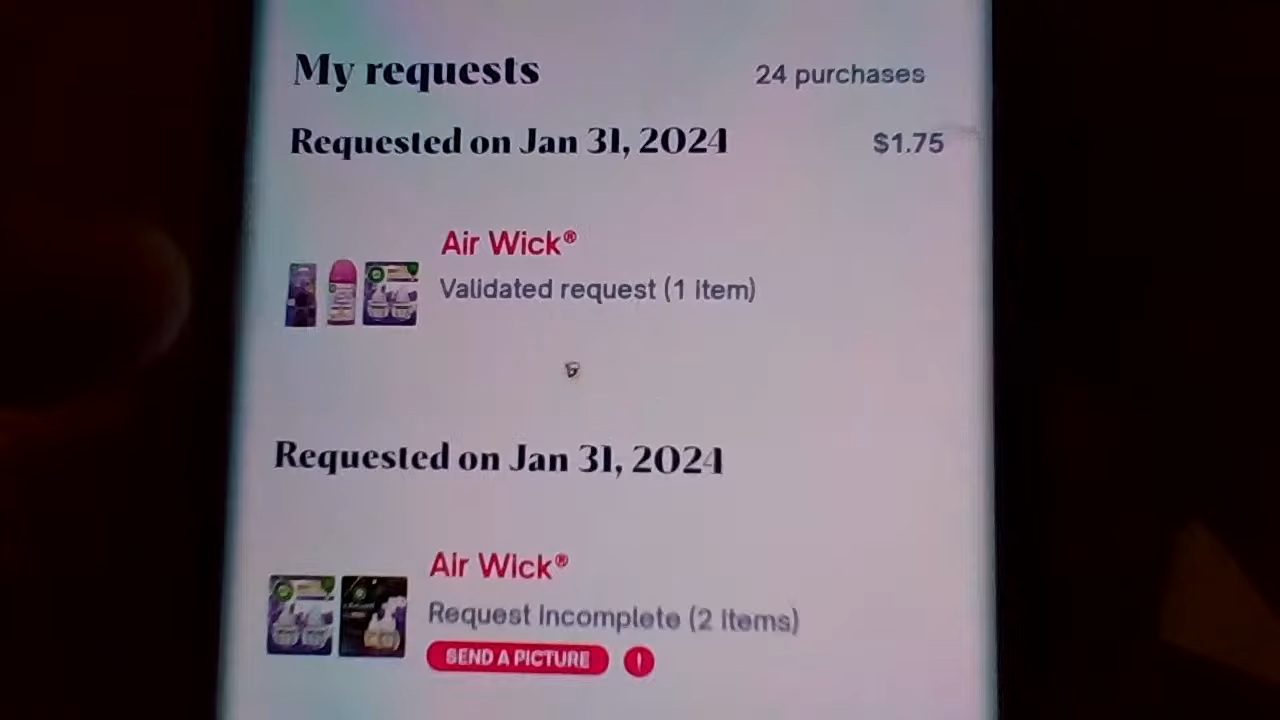 My requests
24 purchases
Requested on Jan 31, 2024
$1.75
Air Wick®
Validated request (1 item)
Requested on Jan 31, 2024
Air Wick®
Request Incomplete (2 items)
SEND A PICTURE
!